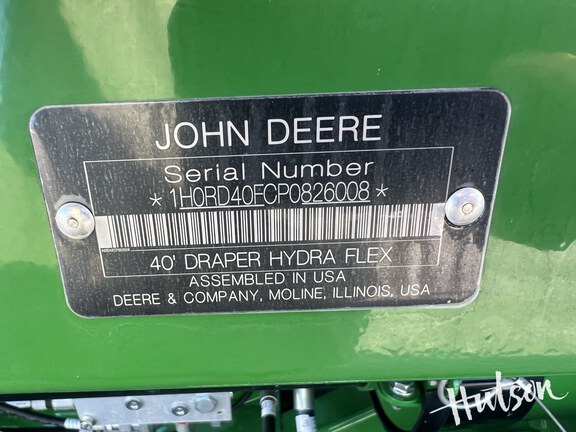 JOHN DEERE
Serial Number
*1H0RD40FCP0826008*
40' DRAPER HYDRA FLEX
ASSEMBLED IN USA
DEERE & COMPANY, MOLINE, ILLINOIS, USA
Hutson